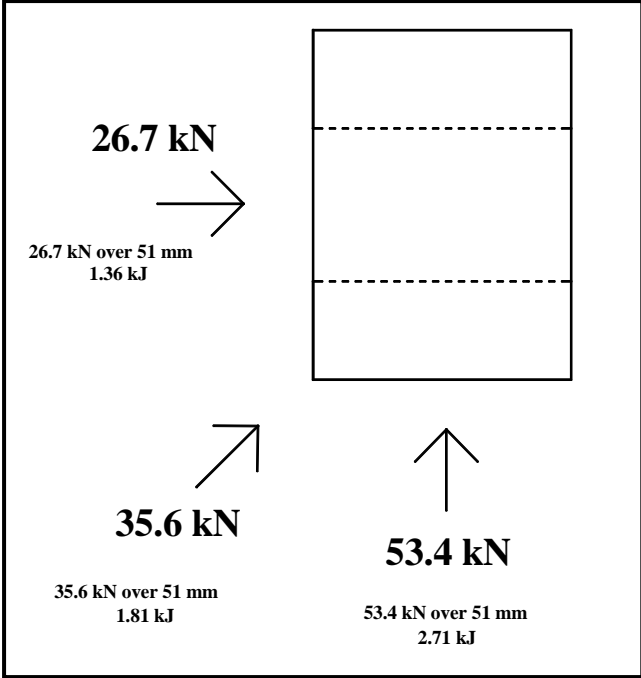 26.7 kN
26.7 kN over 51 mm
1.36 kJ
35.6 kN
35.6 kN over 51 mm
1.81 kJ
53.4 kN
53.4 kN over 51 mm
2.71 kJ